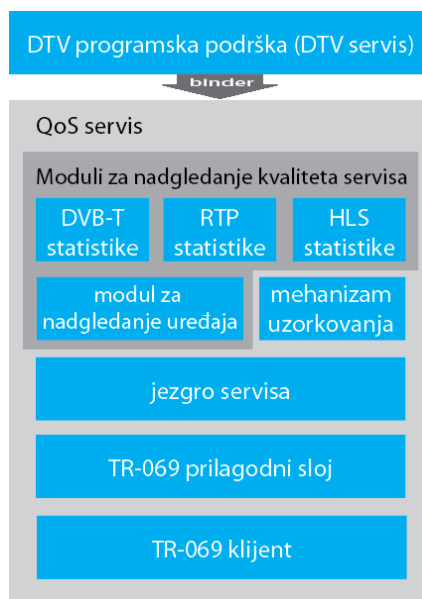 DTV programska podrška (DTV servis)
binder
QoS servis
Moduli za nadgledanje kvaliteta servisa
DVB-T
statistike
RTP
statistike
HLS
statistike
modul za
nadgledanje uređaja
mehanizam
uzorkovanja
jezgro servisa
TR-069 prilagodni sloj
TR-069 klijent